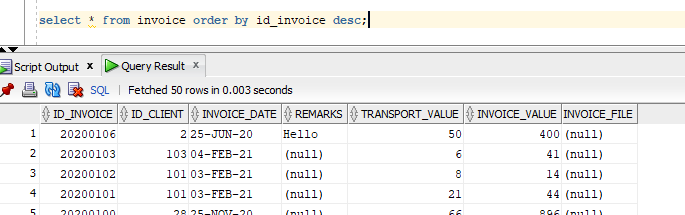 select * from invoice order by id_invoice desc;
Script Output x Query Result x
SQL | Fetched 50 rows in 0.003 seconds
ID_INVOICE ID_CLIENT INVOICE_DATE REMARKS TRANSPORT_VALUE INVOICE_VALUE INVOICE_FILE
1 20200106 2 25-JUN-20 Hello 50 400 (null)
2 20200103 103 04-FEB-21 (null) 6 41 (null)
3 20200102 101 03-FEB-21 (null) 8 14 (null)
4 20200101 101 03-FEB-21 (null) 21 44 (null)
5 20200100 28 25-NOV-20 (null) 66 896 (null)